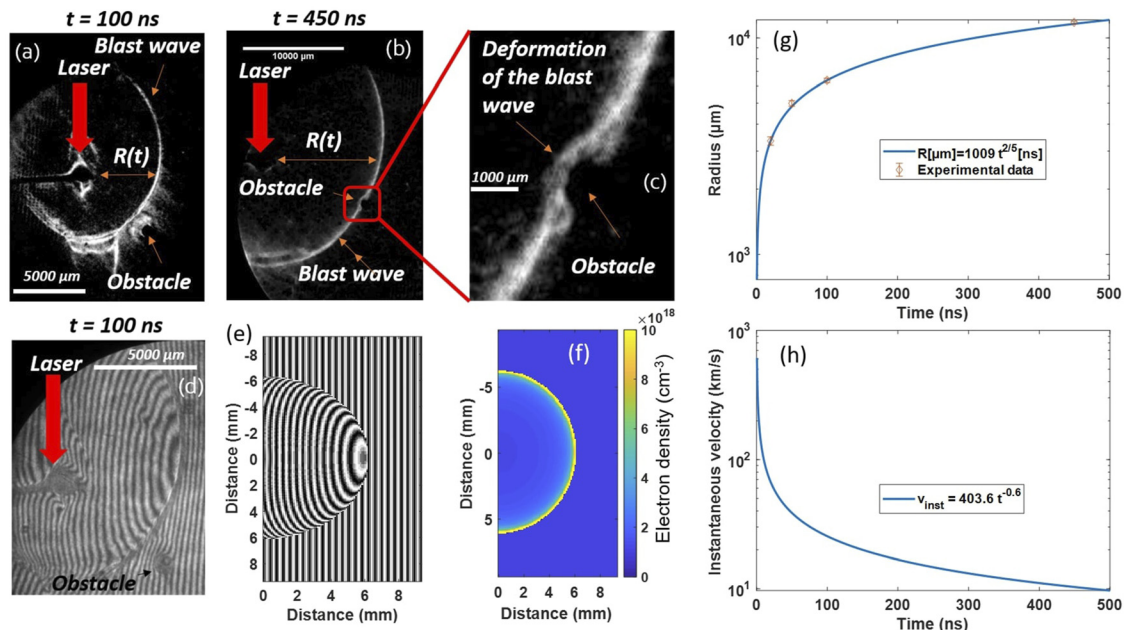 t = 100 ns
(a)
Blast wave
Laser
R(t)
Obstacle
5000 µm
t = 450 ns
(b)
10000 µm
Laser
R(t)
Obstacle
Blast wave
Deformation
of the blast
wave
1000 µm
(c)
Obstacle
t = 100 ns
Laser
5000 µm
(d)
Obstacle
(e)
-8
-6
-4
-2
0
2
4
6
8
Distance (mm)
0 2 4 6 8
Distance (mm)
(f)
-5
0
5
Distance (mm)
0 2 4 6 8
Distance (mm)
×10¹⁸
10
8
6
4
2
0
Electron density (cm⁻³)
(g)
10⁴
10³
Radius (µm)
R[µm]=1009 t²ᐟ⁵[ns]
Experimental data
0 100 200 300 400 500
Time (ns)
(h)
10³
10²
10¹
Instantaneous velocity (km/s)
v_inst = 403.6 t⁻⁰·⁶
0 100 200 300 400 500
Time (ns)